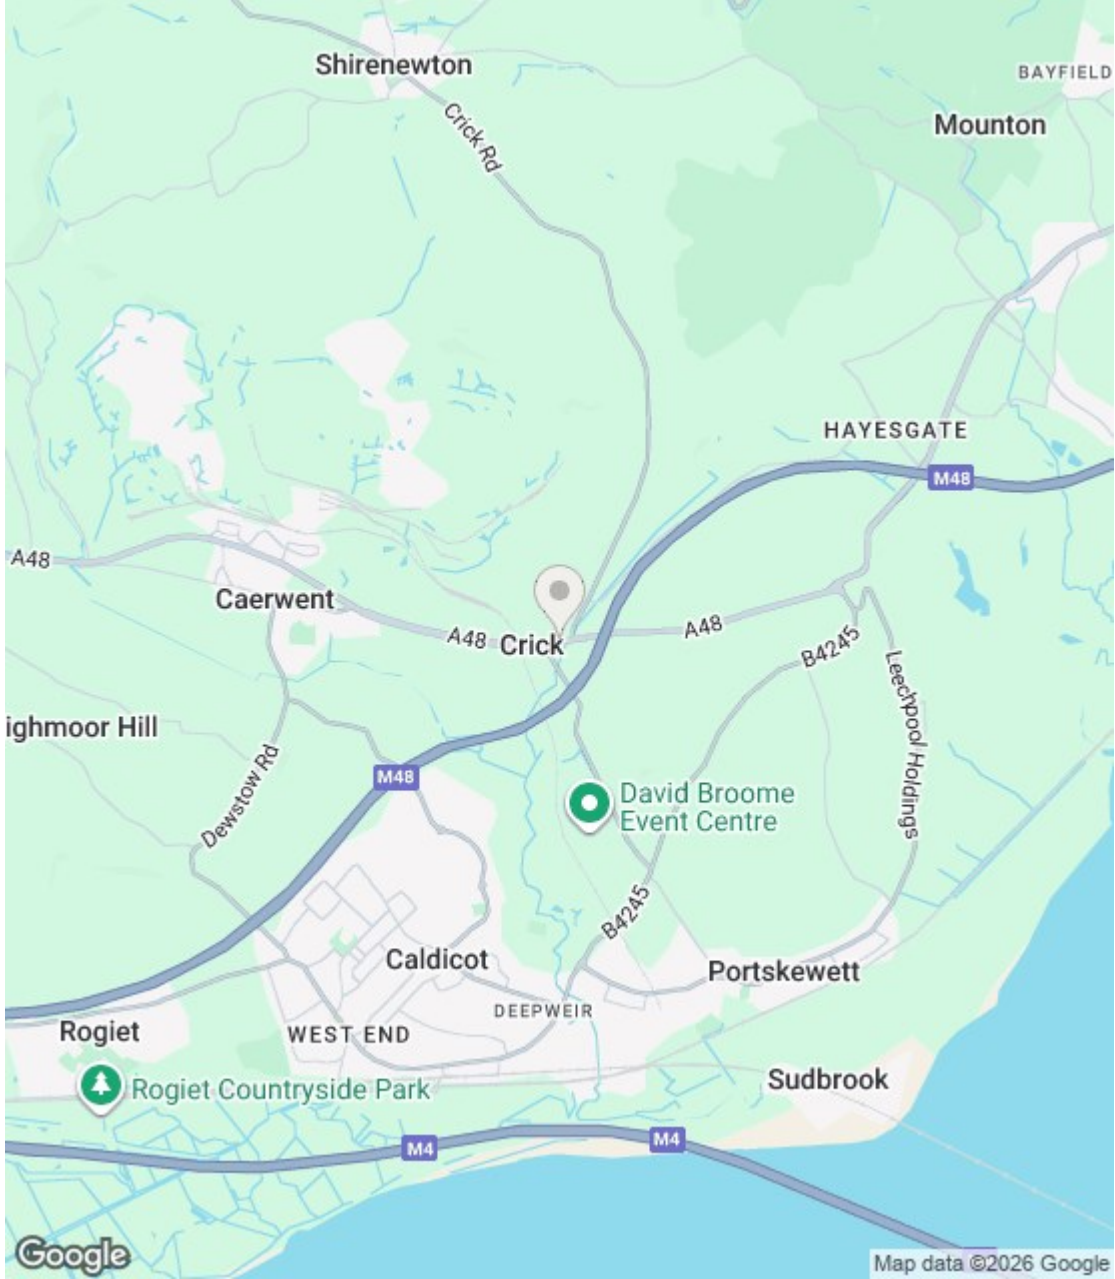 Shirenewton
BAYFIELD
Crick Rd
Mounton
HAYESGATE
M48
A48
Caerwent
A48
Crick
A48
B4245
Leechpool Holdings
ighmoor Hill
Dewstow Rd
M48
David Broome
Event Centre
B4245
Caldicot
Portskewett
DEEPWEIR
Rogiet
WEST END
Rogiet Countryside Park
Sudbrook
M4
M4
Google
Map data ©2026 Google